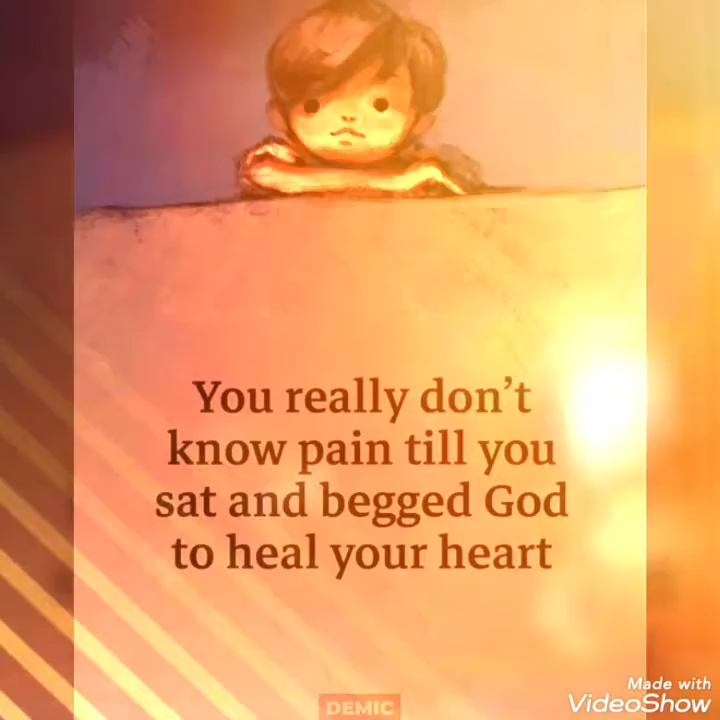 You really don’t
know pain till you
sat and begged God
to heal your heart
DEMIC
Made with
VideoShow